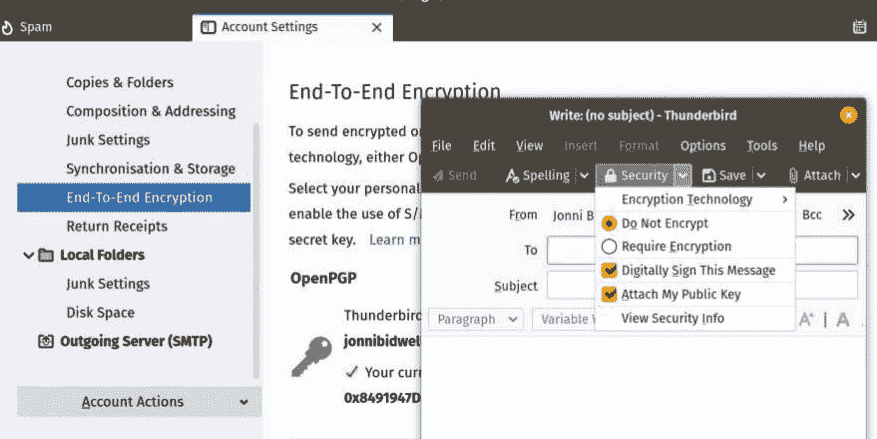 Spam
Account Settings
Copies & Folders
Composition & Addressing
Junk Settings
Synchronisation & Storage
End-To-End Encryption
Return Receipts
Local Folders
Junk Settings
Disk Space
Outgoing Server (SMTP)
Account Actions
End-To-End Encryption
To send encrypted o
technology, either Op
Select your personal
enable the use of S/
secret key. Learn m
OpenPGP
Thunderbird
jonnibidwell
Your curr
0x8491947D
Write: (no subject) - Thunderbird
File Edit View Insert Format Options Tools Help
Send Spelling Security Save Attach
From Jonni B Bcc
To
Subject
Paragraph Variable
Encryption Technology
Do Not Encrypt
Require Encryption
Digitally Sign This Message
Attach My Public Key
View Security Info